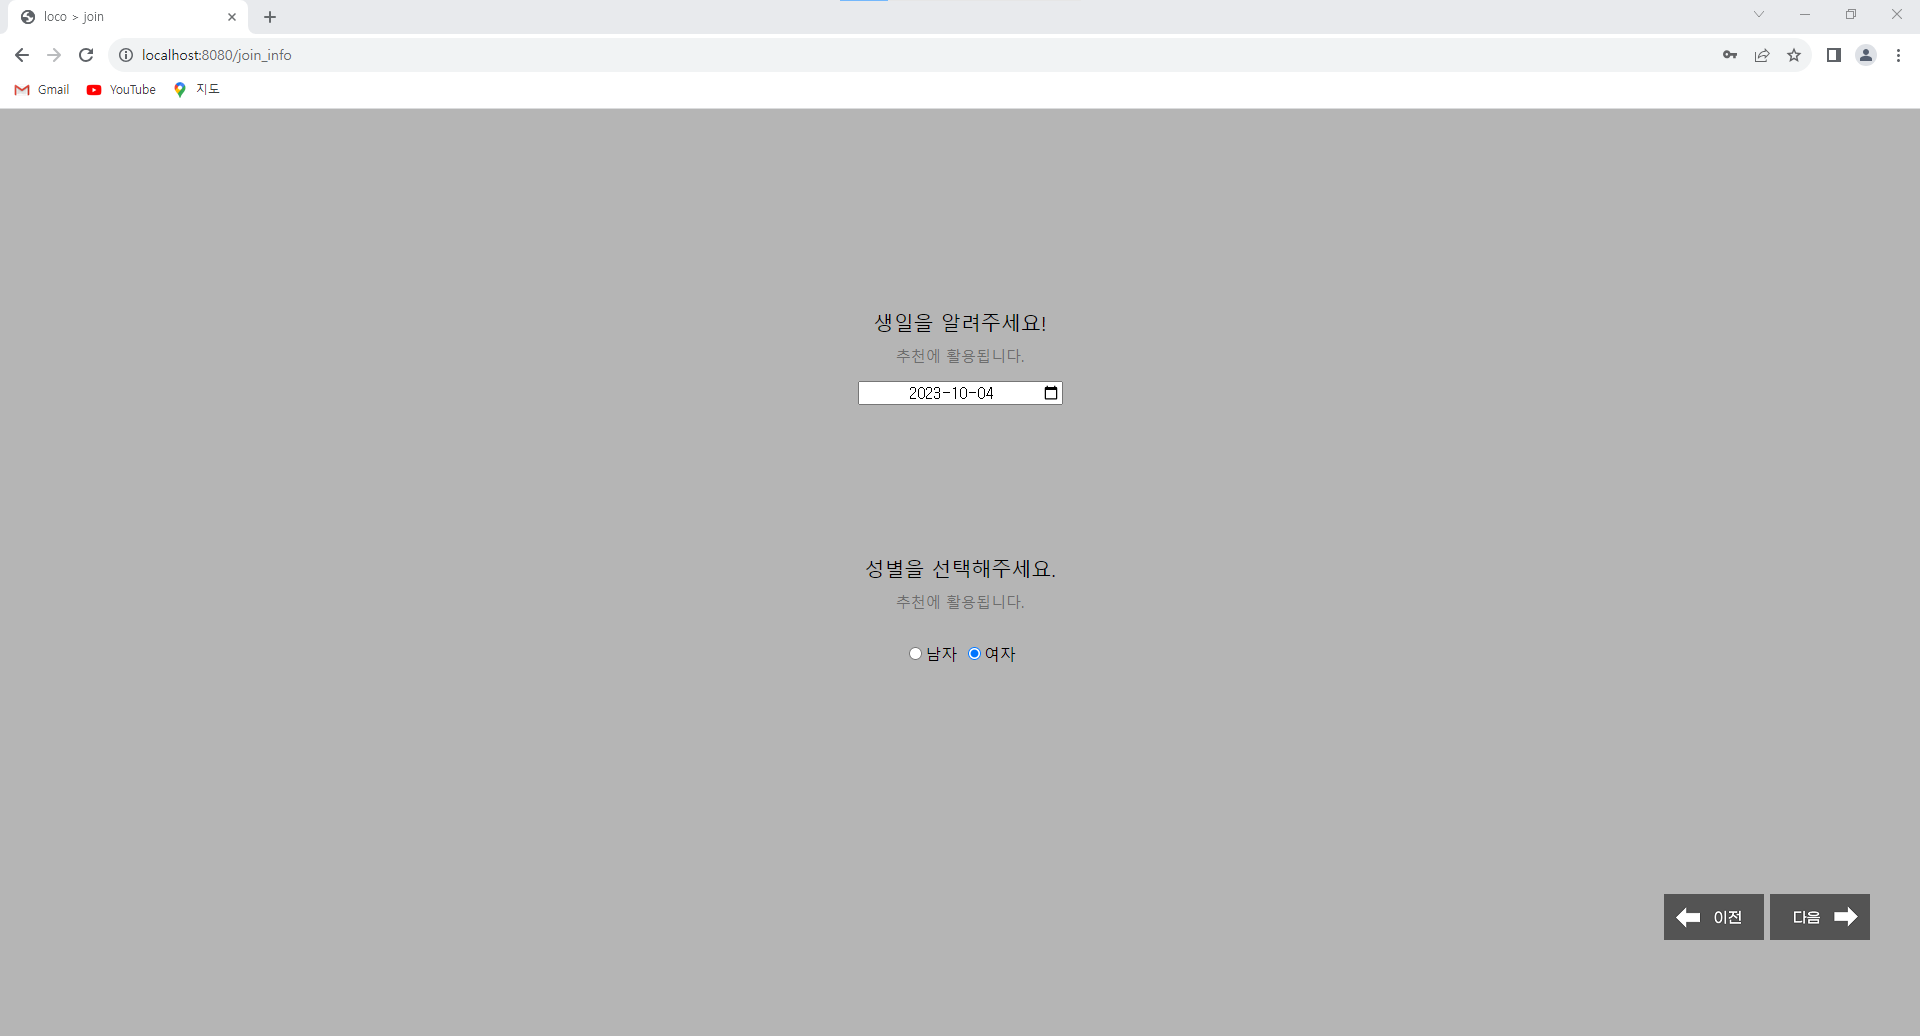 loco > join
localhost:8080/join_info
Gmail YouTube 지도
생일을 알려주세요!
추천에 활용됩니다.
2023-10-04
성별을 선택해주세요.
추천에 활용됩니다.
남자 여자
이전 다음